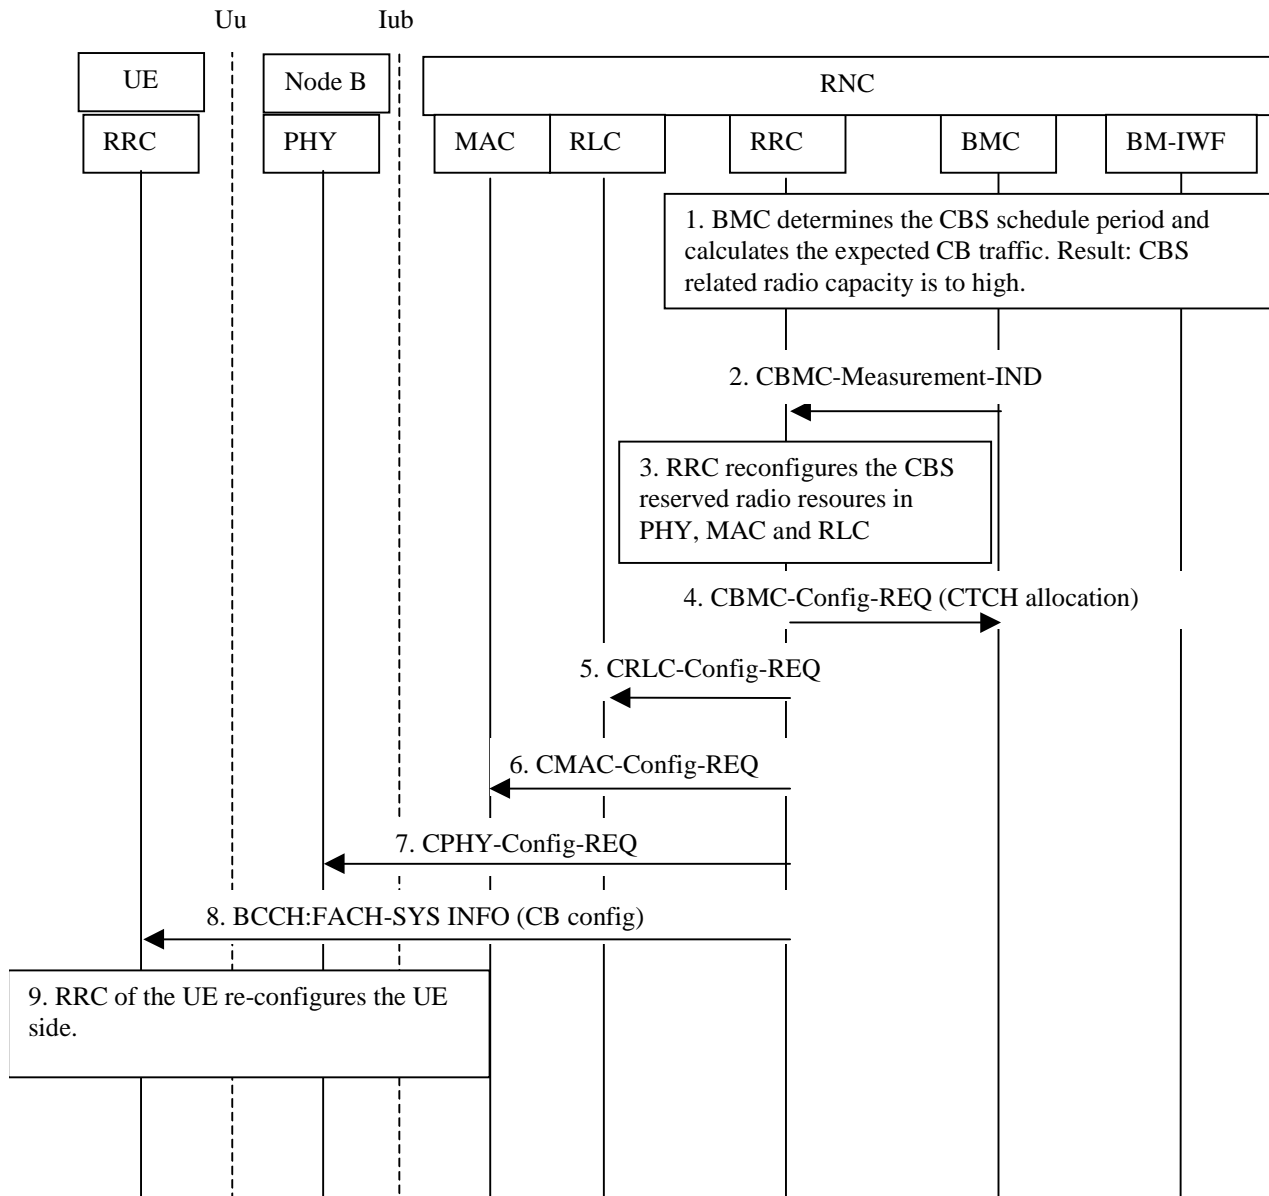 Uu
Iub
UE
Node B
RNC
RRC
PHY
MAC
RLC
RRC
BMC
BM-IWF
1. BMC determines the CBS schedule period and
calculates the expected CB traffic. Result: CBS
related radio capacity is to high.
2. CBMC-Measurement-IND
3. RRC reconfigures the CBS
reserved radio resoures in
PHY, MAC and RLC
4. CBMC-Config-REQ (CTCH allocation)
5. CRLC-Config-REQ
6. CMAC-Config-REQ
7. CPHY-Config-REQ
8. BCCH:FACH-SYS INFO (CB config)
9. RRC of the UE re-configures the UE
side.